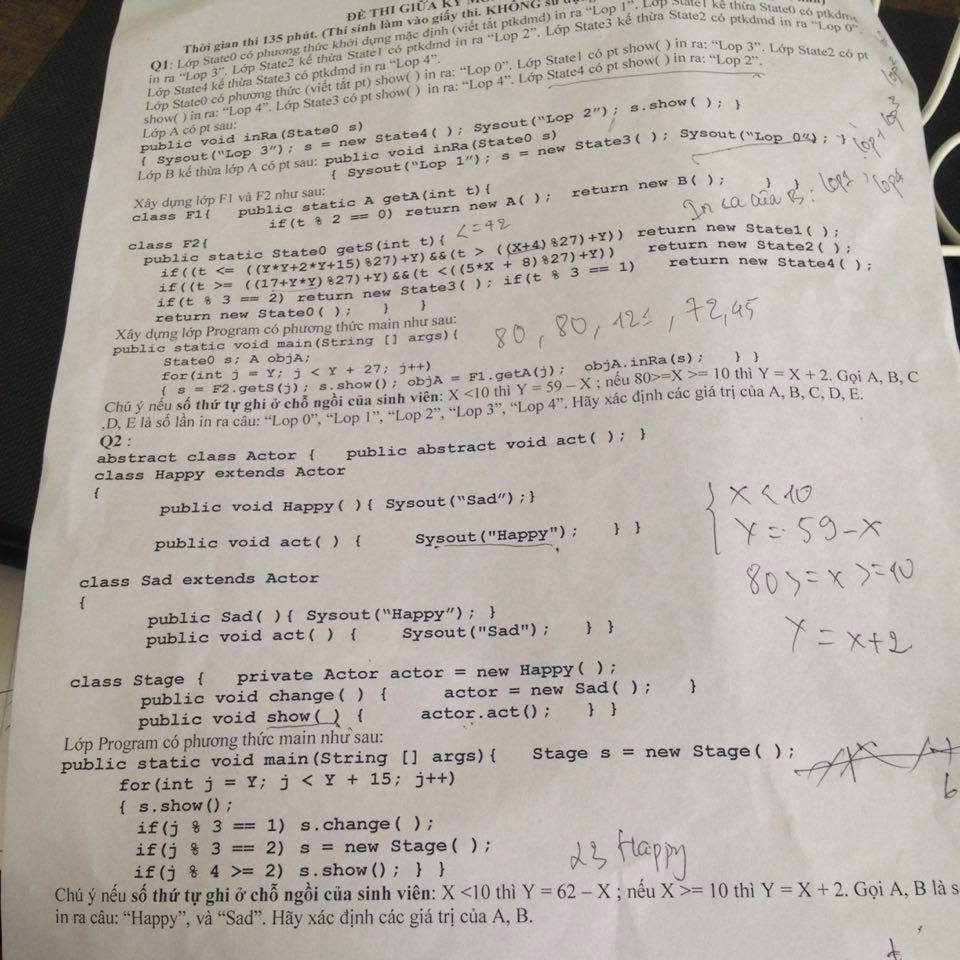 ĐỀ THI GIỮA KỲ
Thời gian thi 135 phút. (Thí sinh làm vào giấy thi. KHÔNG sử
Q1: Lớp State0 có phương thức khởi dựng mặc định (viết tắt ptkdmd) in ra "Lop 1". Lớp State1 kế thừa State0 có ptkdmd
in ra "Lop 3". Lớp State2 kế thừa State1 có ptkdmd in ra "Lop 2". Lớp State3 kế thừa State2 có ptkdmd in ra "Lop 0".
Lớp State4 kế thừa State3 có ptkdmd in ra "Lop 4".
Lớp State0 có phương thức (viết tắt pt) show( ) in ra: "Lop 0". Lớp State1 có pt show( ) in ra: "Lop 3". Lớp State2 có pt
show( ) in ra: "Lop 4". Lớp State3 có pt show( ) in ra: "Lop 4". Lớp State4 có pt show( ) in ra: "Lop 2".
Lớp A có pt sau:
public void inRa(State0 s)
{ Sysout("Lop 3"); s = new State4( ); Sysout("Lop 2"); s.show( ); }
Lớp B kế thừa lớp A có pt sau: public void inRa(State0 s)
{ Sysout("Lop 1"); s = new State3( ); Sysout("Lop 0"); } }
Xây dựng lớp F1 và F2 như sau:
class F1{ public static A getA(int t){
if(t % 2 == 0) return new A( ); return new B( ); } }
In ra của B: lop1, lop4
class F2{
<=42
public static State0 getS(int t){
if((t <= ((Y*Y+2*Y+15)%27)+Y)&&(t > ((X+4)%27)+Y)) return new State1( );
if((t >= ((17+Y*Y)%27)+Y)&&(t <((5*X + 8)%27)+Y)) return new State2( );
if(t % 3 == 2) return new State3( ); if(t % 3 == 1) return new State4( );
return new State0( ); } }
Xây dựng lớp Program có phương thức main như sau:
80, 80, 121, 72, 45
public static void main(String [] args){
State0 s; A objA;
for(int j = Y; j < Y + 27; j++)
{ s = F2.getS(j); s.show(); objA = F1.getA(j); objA.inRa(s); } }
Chú ý nếu số thứ tự ghi ở chỗ ngồi của sinh viên: X <10 thì Y = 59 – X ; nếu 80>=X >= 10 thì Y = X + 2. Gọi A, B, C
,D, E là số lần in ra câu: "Lop 0", "Lop 1", "Lop 2", "Lop 3", "Lop 4". Hãy xác định các giá trị của A, B, C, D, E.
Q2 :
abstract class Actor { public abstract void act( ); }
class Happy extends Actor
{
public void Happy( ){ Sysout("Sad");}
public void act( ) { Sysout("Happy"); } }
X < 10
Y = 59 - X
80 >= X >= 10
Y = X + 2
class Sad extends Actor
{
public Sad( ){ Sysout("Happy"); }
public void act( ) { Sysout("Sad"); } }
class Stage { private Actor actor = new Happy( );
public void change( ) { actor = new Sad( ); }
public void show( ) { actor.act(); } }
Lớp Program có phương thức main như sau:
public static void main(String [] args){ Stage s = new Stage( );
for(int j = Y; j < Y + 15; j++)
{ s.show();
if(j % 3 == 1) s.change( );
if(j % 3 == 2) s = new Stage( );
if(j % 4 >= 2) s.show(); } }
23 Happy
Chú ý nếu số thứ tự ghi ở chỗ ngồi của sinh viên: X <10 thì Y = 62 – X ; nếu X >= 10 thì Y = X + 2. Gọi A, B là s
in ra câu: "Happy", và "Sad". Hãy xác định các giá trị của A, B.